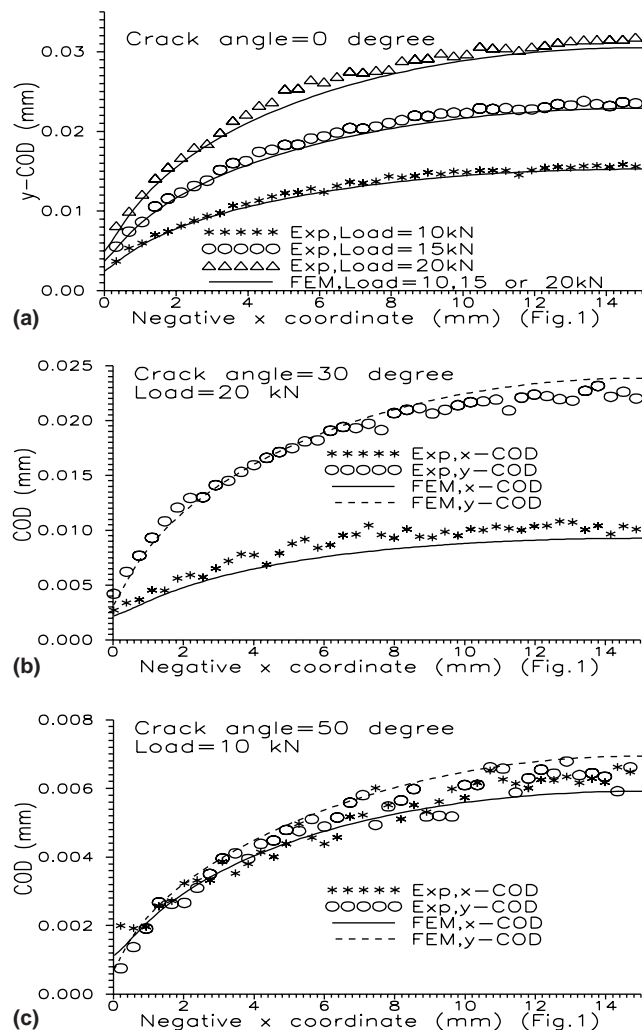 0.03
Crack angle=0 degree
0.02
y-COD (mm)
0.01
∗∗∗∗∗ Exp,Load=10kN
OOOOO Exp,Load=15kN
△△△△△ Exp,Load=20kN
FEM,Load=10,15 or 20kN
0.00
0 2 4 6 8 10 12 14
(a) Negative x coordinate (mm) (Fig.1)
0.025
Crack angle=30 degree
Load=20 kN
0.020
0.015
COD (mm)
∗∗∗∗∗ Exp,x-COD
OOOOO Exp,y-COD
FEM,x-COD
FEM,y-COD
0.010
0.005
0.000
0 2 4 6 8 10 12 14
(b) Negative x coordinate (mm) (Fig.1)
0.008
Crack angle=50 degree
Load=10 kN
0.006
COD (mm)
0.004
∗∗∗∗∗ Exp,x-COD
OOOOO Exp,y-COD
FEM,x-COD
FEM,y-COD
0.002
0.000
0 2 4 6 8 10 12 14
(c) Negative x coordinate (mm) (Fig.1)